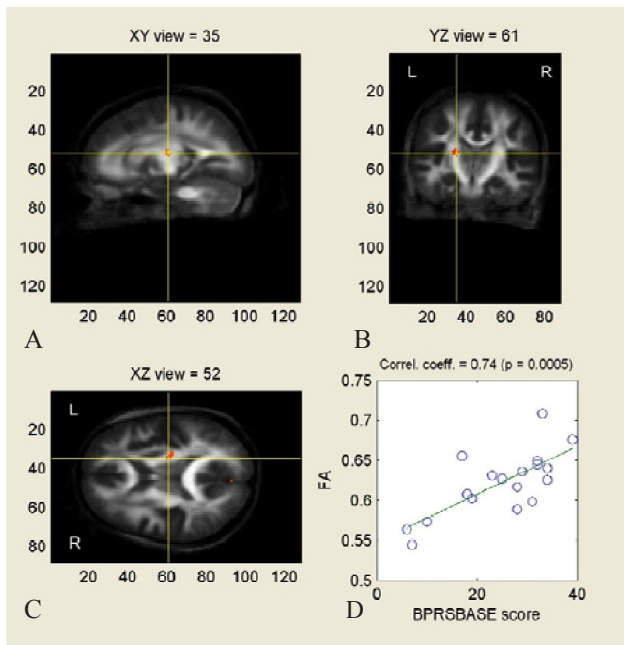 XY view = 35
20
40
60
80
100
120
20 40 60 80 100 120
A
YZ view = 61
L R
20
40
60
80
100
120
20 40 60 80
B
XZ view = 52
L
20
40
60
80
R
20 40 60 80 100 120
C
Correl. coeff. = 0.74 (p = 0.0005)
0.75
0.7
0.65
0.6
0.55
0.5
FA
0 20 40
BPRSBASE score
D